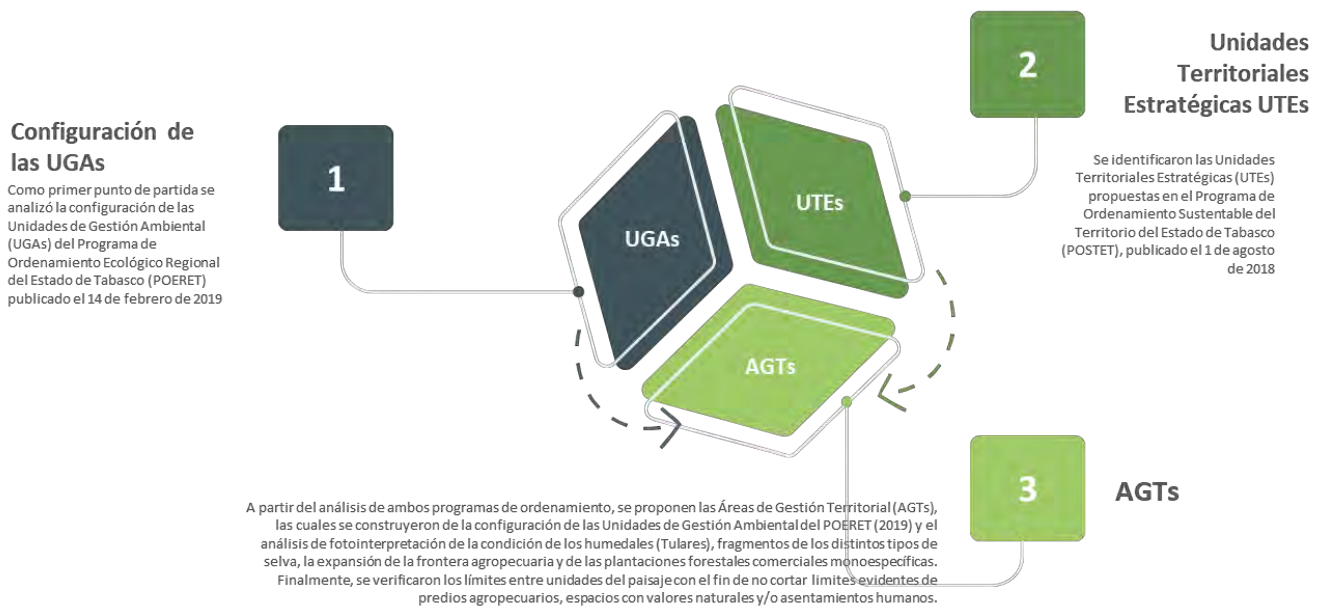 Configuración de
las UGAs
Como primer punto de partida se
analizó la configuración de las
Unidades de Gestión Ambiental
(UGAs) del Programa de
Ordenamiento Ecológico Regional
del Estado de Tabasco (POERET)
publicado el 14 de febrero de 2019
1
UGAs
UTEs
AGTs
2
Unidades
Territoriales
Estratégicas UTEs
Se identificaron las Unidades
Territoriales Estratégicas (UTEs)
propuestas en el Programa de
Ordenamiento Sustentable del
Territorio del Estado de Tabasco
(POSTET), publicado el 1 de agosto
de 2018
3
AGTs
A partir del análisis de ambos programas de ordenamiento, se proponen las Áreas de Gestión Territorial (AGTs),
las cuales se construyeron de la configuración de las Unidades de Gestión Ambiental del POERET (2019) y el
análisis de fotointerpretación de la condición de los humedales (Tulares), fragmentos de los distintos tipos de
selva, la expansión de la frontera agropecuaria y de las plantaciones forestales comerciales monoespecíficas.
Finalmente, se verificaron los límites entre unidades del paisaje con el fin de no cortar limites evidentes de
predios agropecuarios, espacios con valores naturales y/o asentamientos humanos.